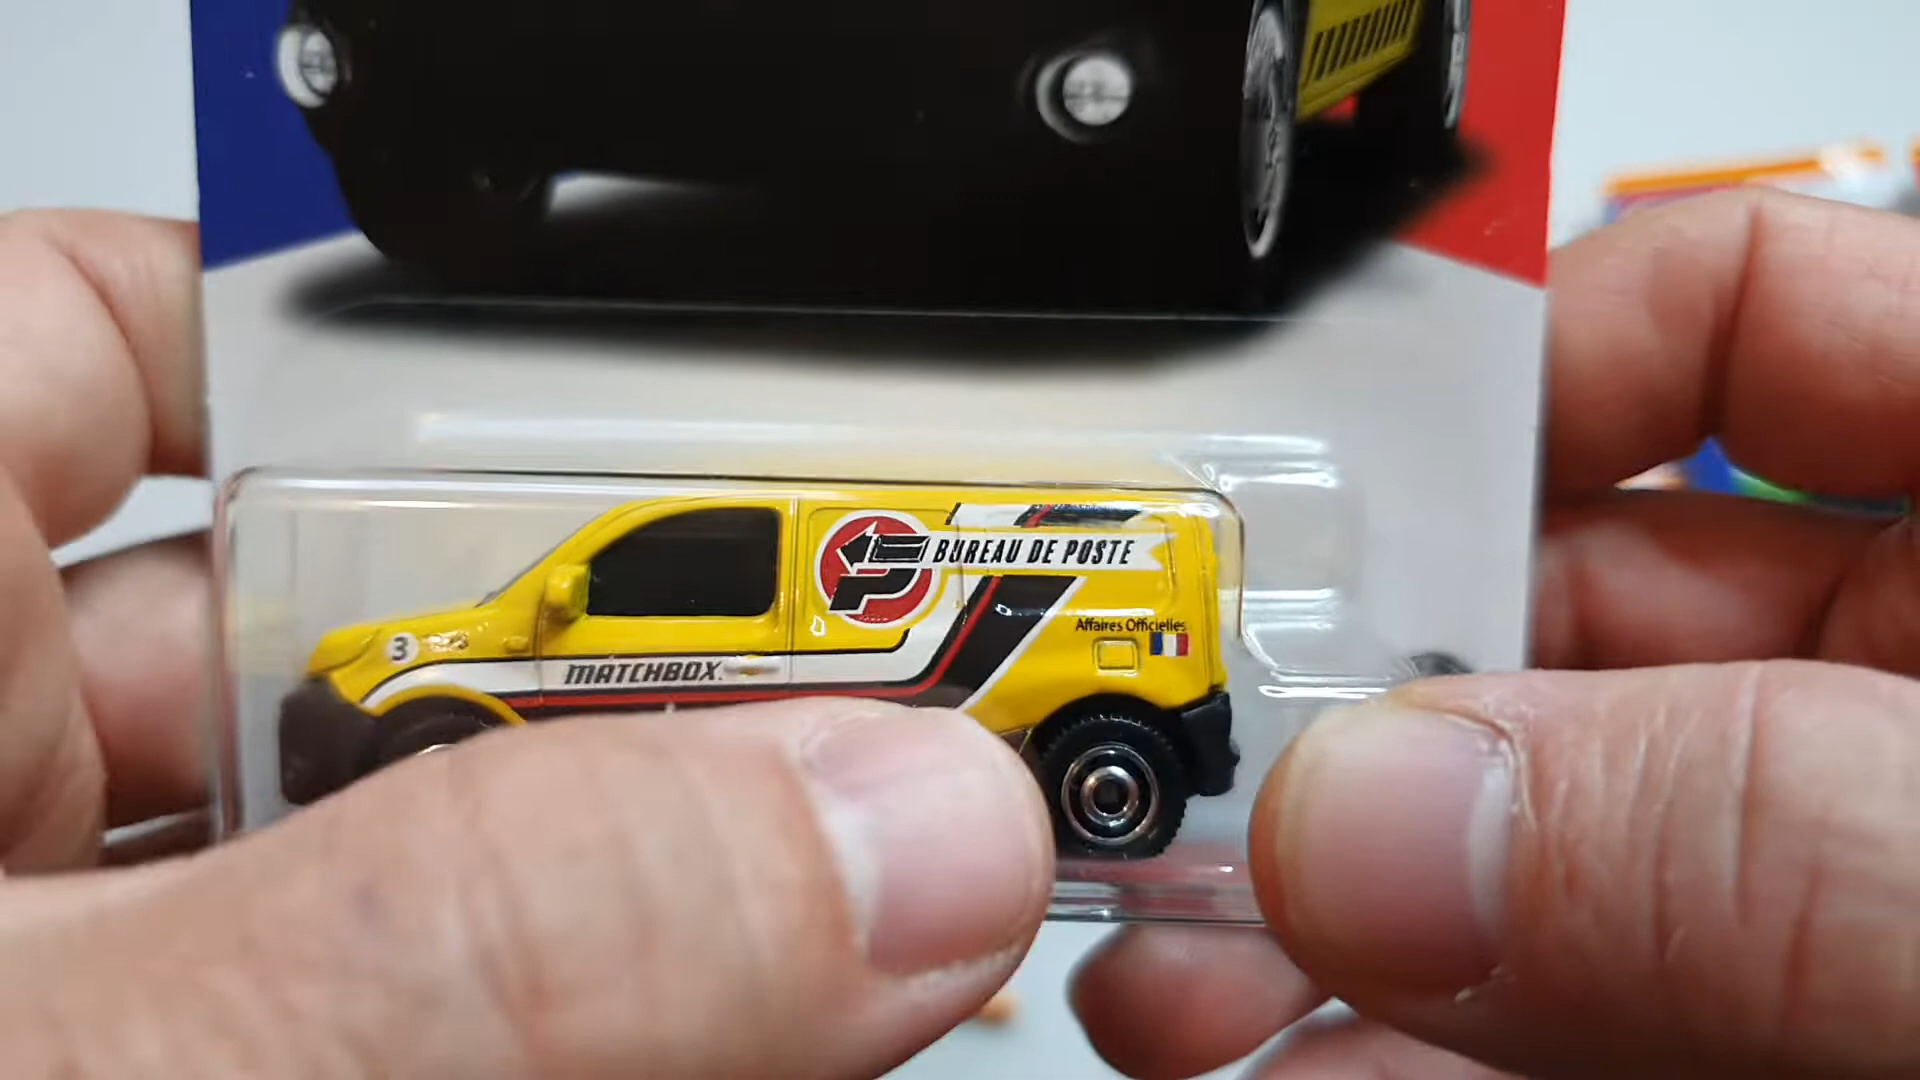 BUREAU DE POSTE
P
Affaires Officielles
3
MATCHBOX